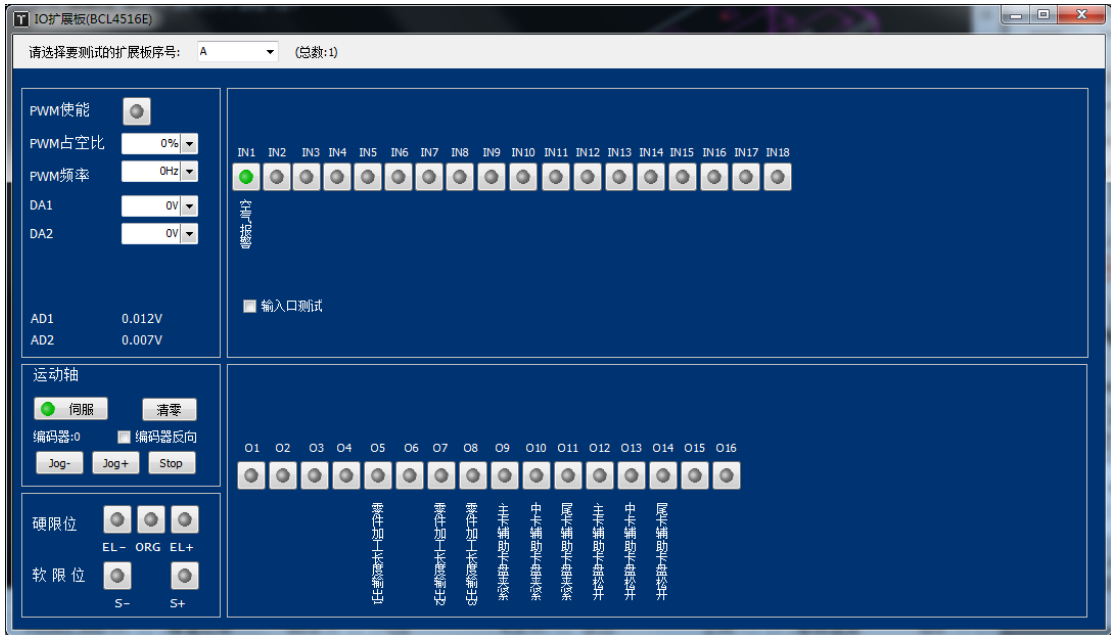 IO扩展板(BCL4516E)
请选择要测试的扩展板序号: A (总数:1)
PWM使能
PWM占空比 0%
PWM频率 0Hz
DA1 0V
DA2 0V
AD1 0.012V
AD2 0.007V
IN1 IN2 IN3 IN4 IN5 IN6 IN7 IN8 IN9 IN10 IN11 IN12 IN13 IN14 IN15 IN16 IN17 IN18
空气报警
输入口测试
运动轴
伺服 清零
编码器:0 编码器反向
Jog- Jog+ Stop
硬限位
EL- ORG EL+
软限位
S- S+
O1 O2 O3 O4 O5 O6 O7 O8 O9 O10 O11 O12 O13 O14 O15 O16
零件加工长度输出1
零件加工长度输出2
零件加工长度输出3
主卡辅助卡盘夹紧
中卡辅助卡盘夹紧
尾卡辅助卡盘夹紧
主卡辅助卡盘松开
中卡辅助卡盘松开
尾卡辅助卡盘松开